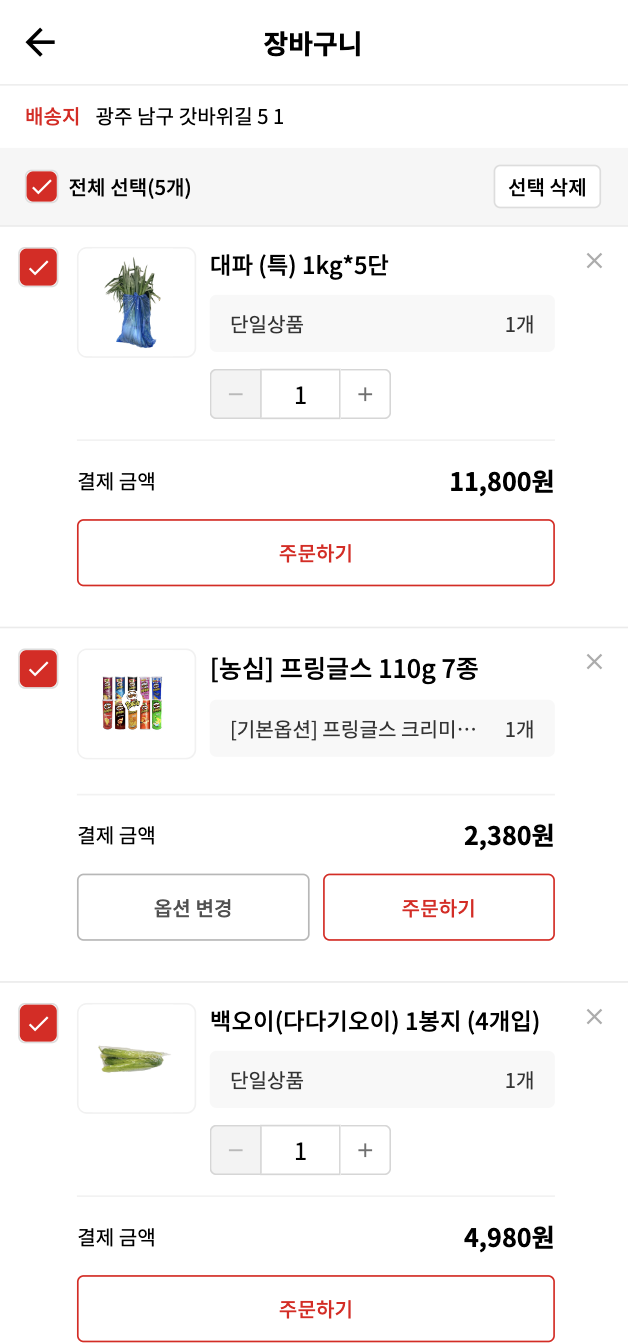 장바구니
배송지 광주 남구 갓바위길 5 1
전체 선택(5개) 선택 삭제
대파 (특) 1kg*5단
단일상품 1개
1
결제 금액 11,800원
주문하기
[농심] 프링글스 110g 7종
[기본옵션] 프링글스 크리미… 1개
결제 금액 2,380원
옵션 변경 주문하기
백오이(다다기오이) 1봉지 (4개입)
단일상품 1개
1
결제 금액 4,980원
주문하기